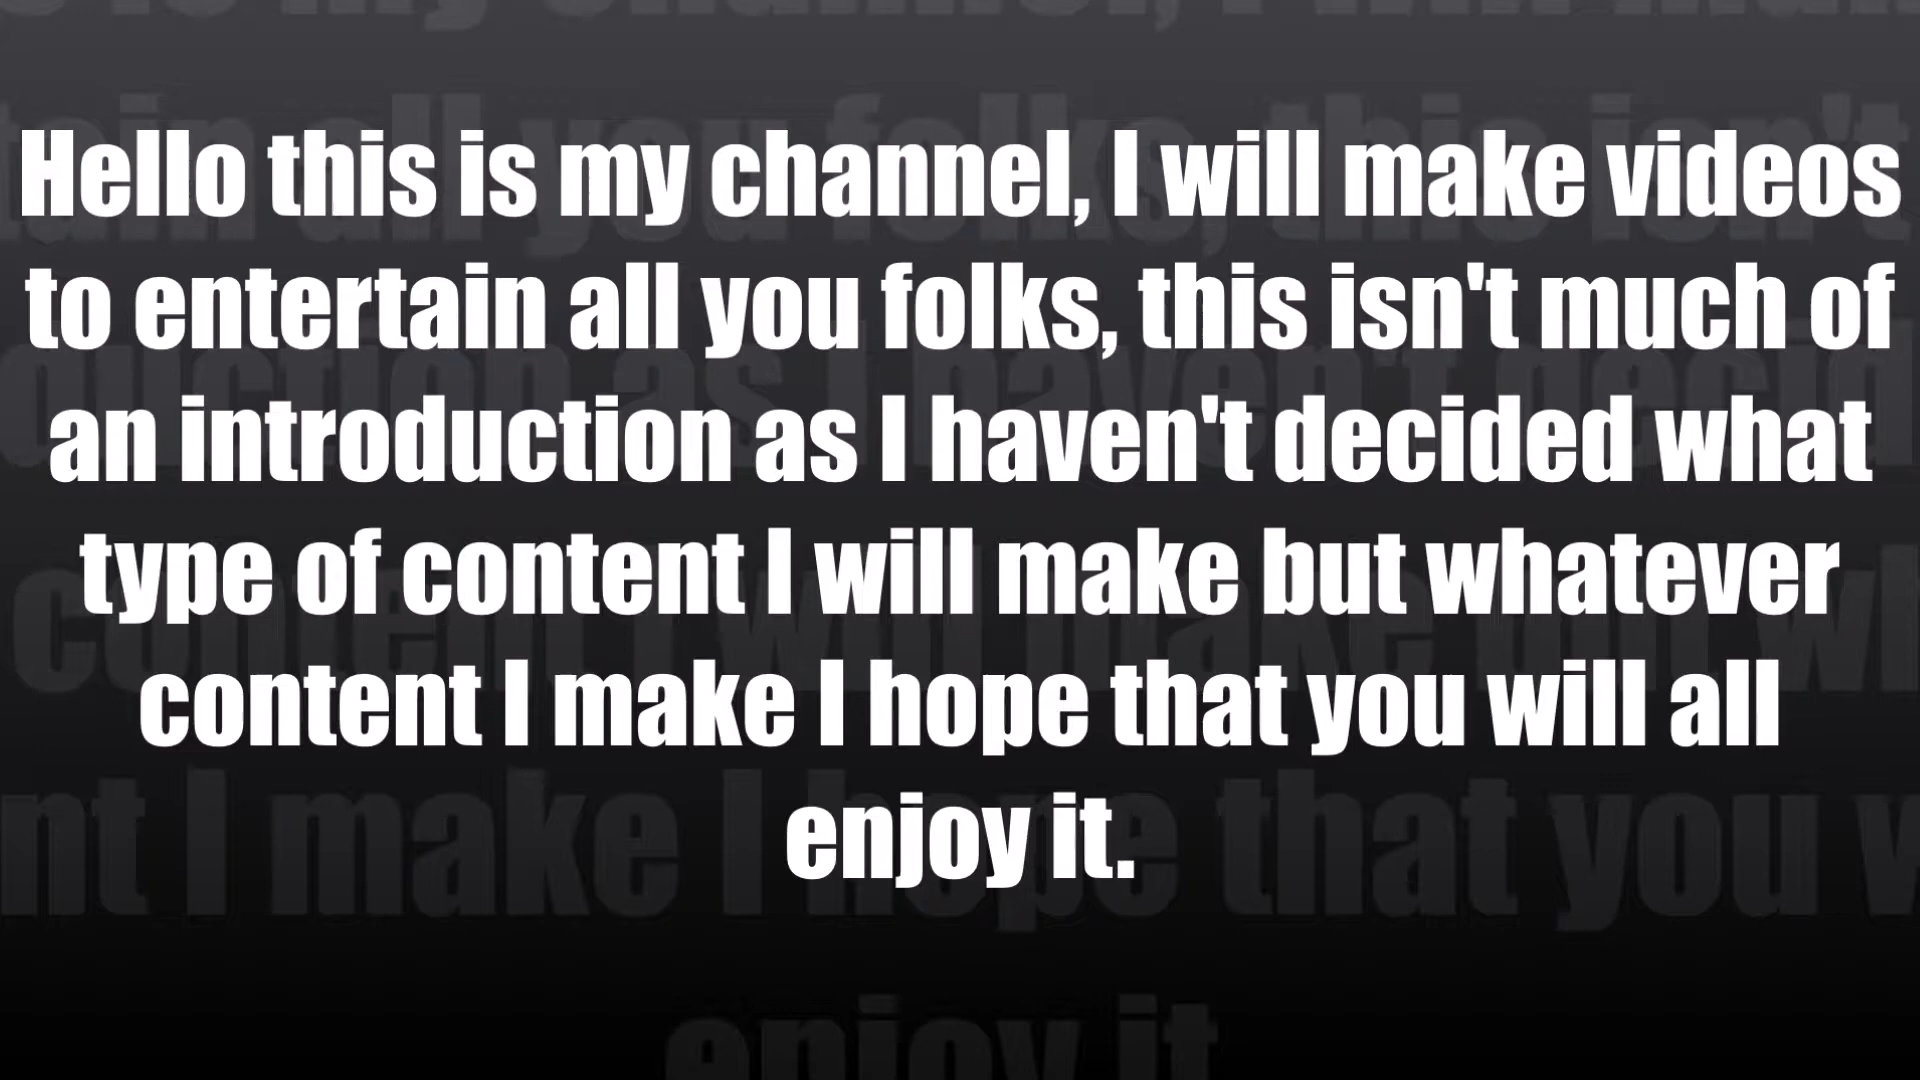 Hello this is my channel, I will make videos
to entertain all you folks, this isn't much of
an introduction as I haven't decided what
type of content I will make but whatever
content I make I hope that you will all
enjoy it.